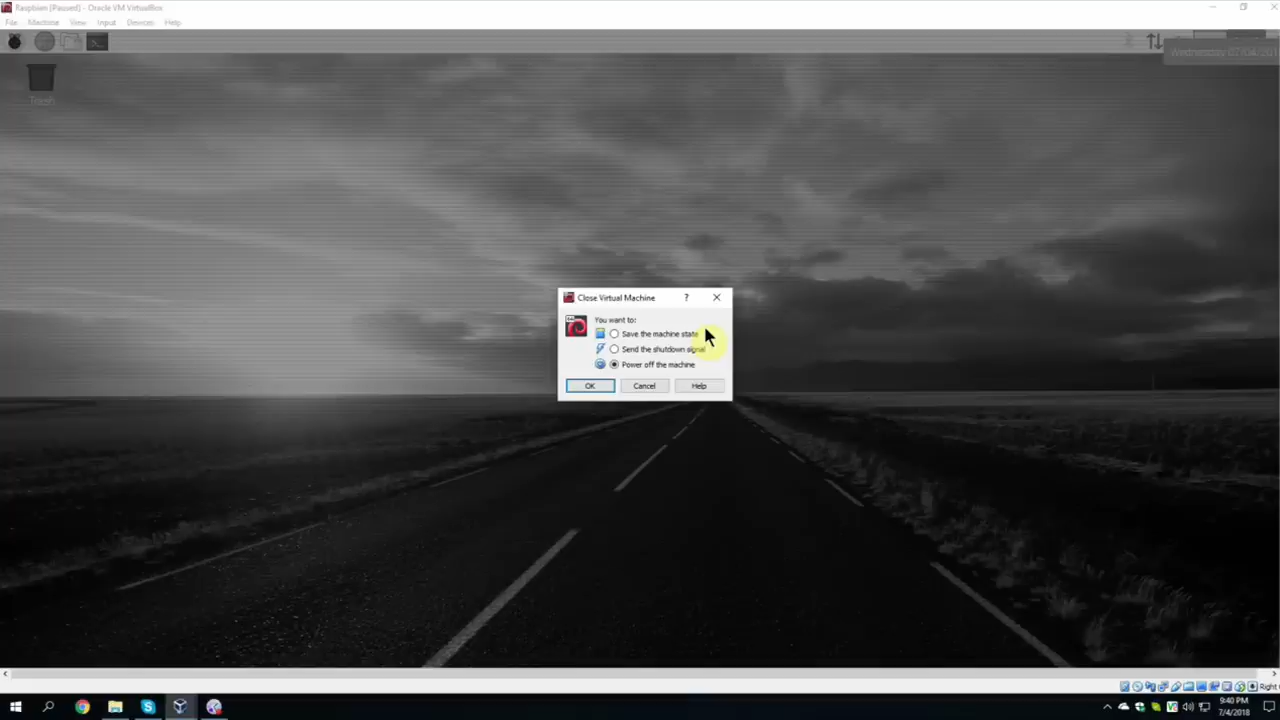 Raspbian [Paused] - Oracle VM VirtualBox
File Machine View Input Devices Help
Trash
Close Virtual Machine ?
You want to:
Save the machine state
Send the shutdown signal
Power off the machine
OK Cancel Help
Right
9:40 PM
7/4/2018